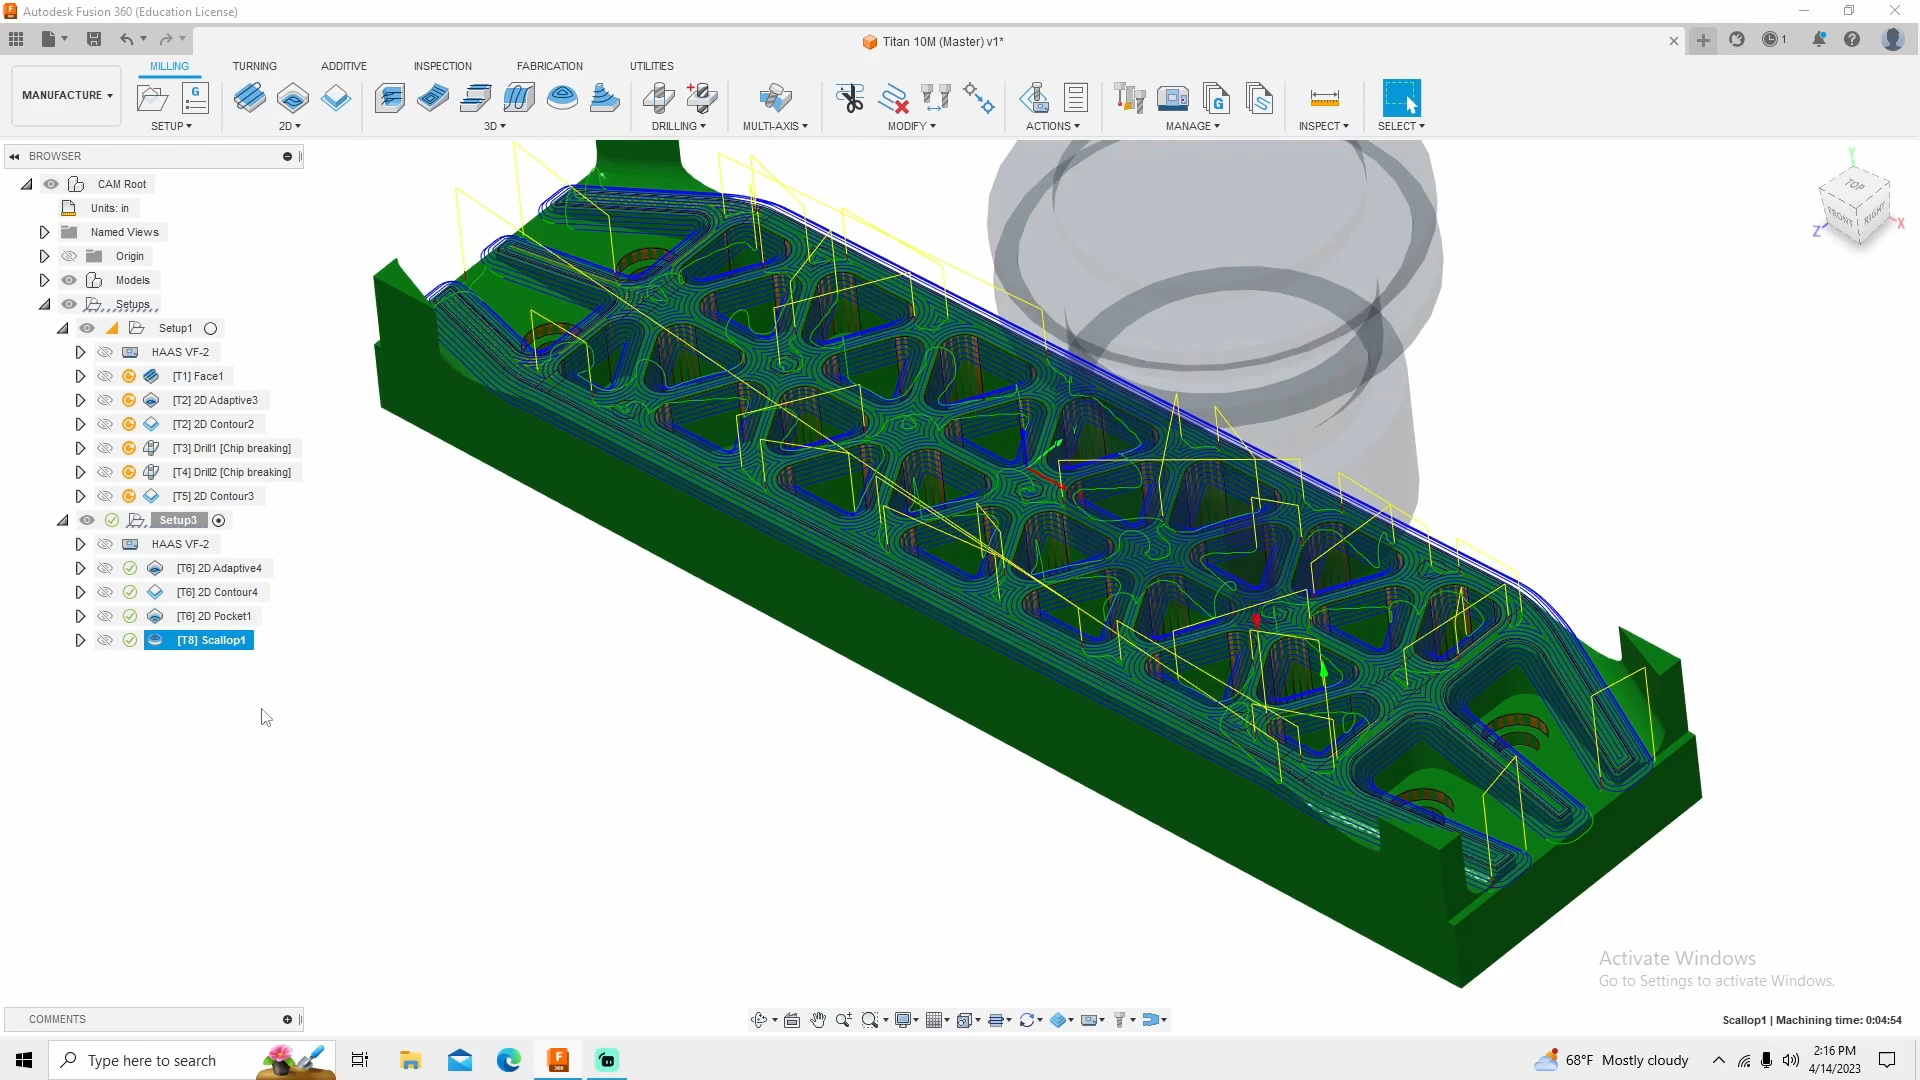 Autodesk Fusion 360 (Education License)
Titan 10M (Master) v1*
1
MILLING TURNING ADDITIVE INSPECTION FABRICATION UTILITIES
MANUFACTURE
G
G
SETUP 2D 3D DRILLING MULTI-AXIS MODIFY ACTIONS MANAGE INSPECT SELECT
BROWSER
CAM Root
Units: in
Named Views
Origin
Models
Setups
Setup1
HAAS VF-2
[T1] Face1
[T2] 2D Adaptive3
[T2] 2D Contour2
[T3] Drill1 [Chip breaking]
[T4] Drill2 [Chip breaking]
[T5] 2D Contour3
Setup3
HAAS VF-2
[T6] 2D Adaptive4
[T6] 2D Contour4
[T6] 2D Pocket1
[T8] Scallop1
Y
TOP
FRONT RIGHT
X
Z
Activate Windows
Go to Settings to activate Windows.
COMMENTS
Scallop1 | Machining time: 0:04:54
Type here to search
68°F Mostly cloudy
2:16 PM
4/14/2023